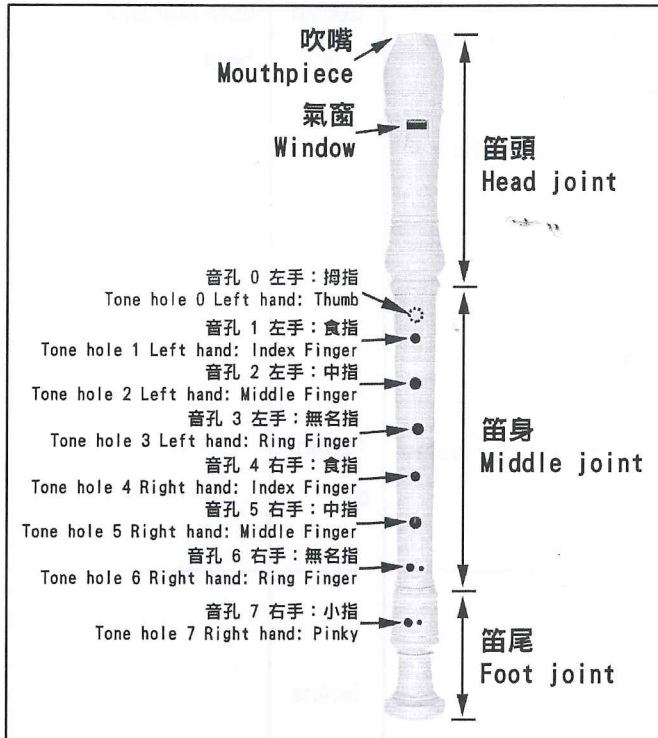 吹嘴
Mouthpiece
氣窗
Window
笛頭
Head joint
音孔 0 左手：拇指
Tone hole 0 Left hand: Thumb
音孔 1 左手：食指
Tone hole 1 Left hand: Index Finger
音孔 2 左手：中指
Tone hole 2 Left hand: Middle Finger
音孔 3 左手：無名指
Tone hole 3 Left hand: Ring Finger
音孔 4 右手：食指
Tone hole 4 Right hand: Index Finger
音孔 5 右手：中指
Tone hole 5 Right hand: Middle Finger
音孔 6 右手：無名指
Tone hole 6 Right hand: Ring Finger
笛身
Middle joint
音孔 7 右手：小指
Tone hole 7 Right hand: Pinky
笛尾
Foot joint